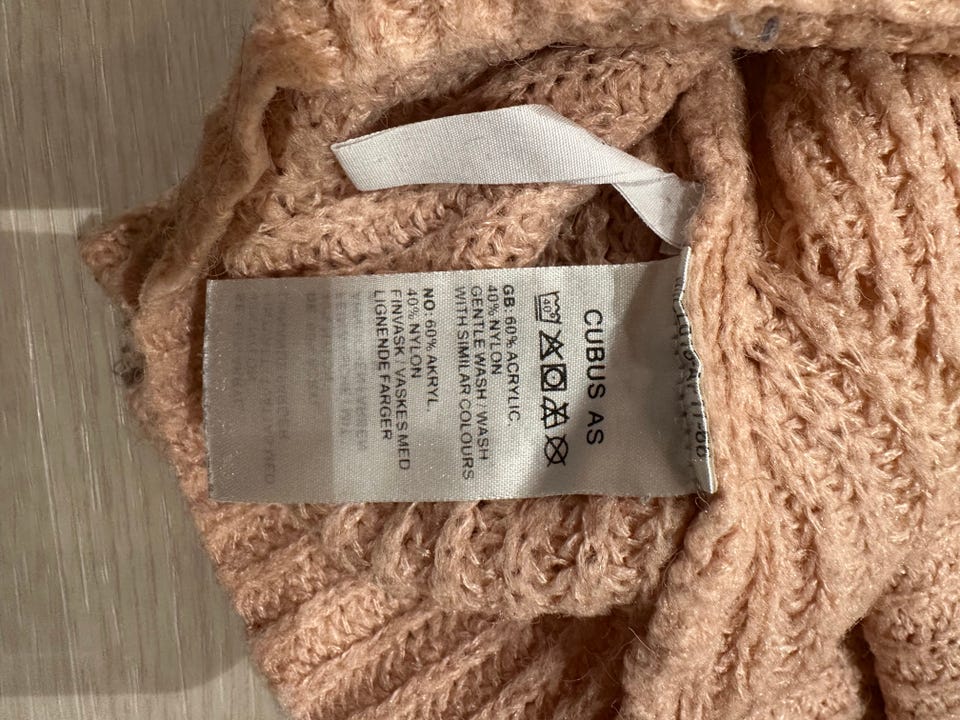 CUBUS AS
40
GB: 60% ACRYLIC.
40% NYLON
GENTLE WASH. WASH
WITH SIMILAR COLOURS
NO: 60% AKRYL.
40% NYLON
FINVASK / VASKES MED
LIGNENDE FARGER